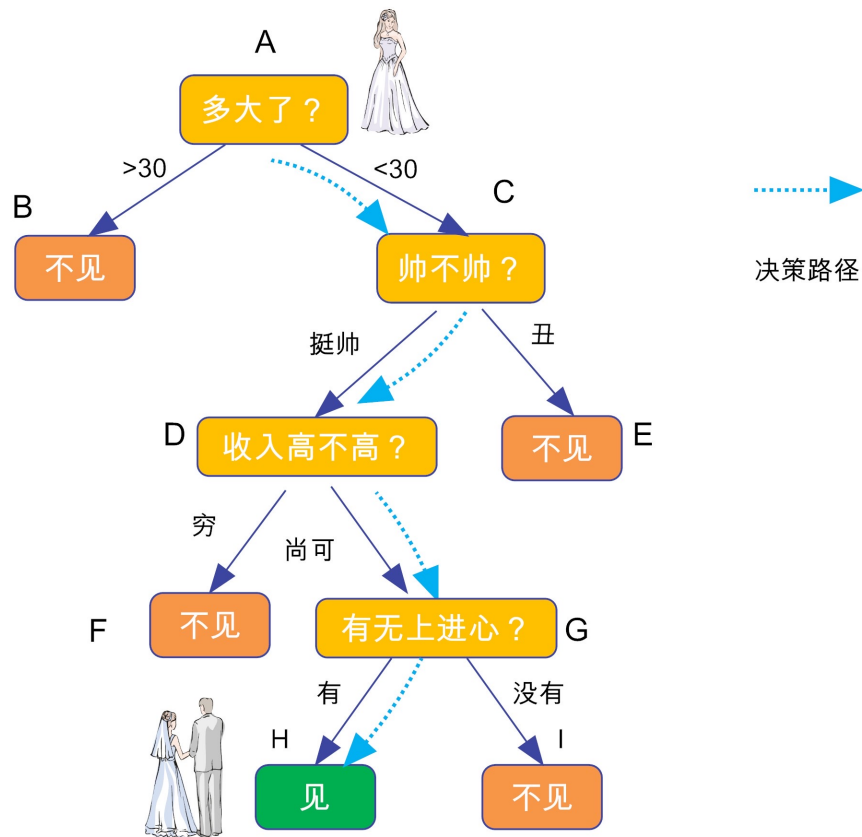 A
多大了？
>30
<30
B
C
不见
帅不帅？
决策路径
挺帅
丑
D
收入高不高？
不见
E
穷
尚可
F
不见
有无上进心？
G
有
没有
H
I
见
不见